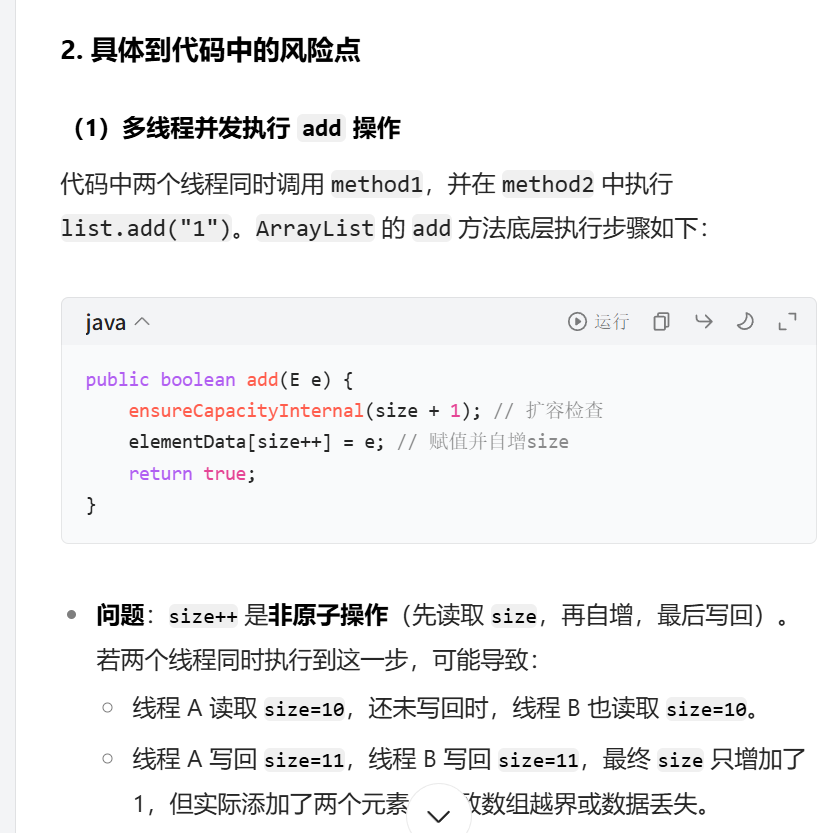 2. 具体到代码中的风险点
（1）多线程并发执行 add 操作
代码中两个线程同时调用 method1，并在 method2 中执行
list.add("1")。ArrayList 的 add 方法底层执行步骤如下：
java 运行
public boolean add(E e) {
    ensureCapacityInternal(size + 1); // 扩容检查
    elementData[size++] = e; // 赋值并自增size
    return true;
}
问题：size++ 是非原子操作（先读取 size，再自增，最后写回）。
若两个线程同时执行到这一步，可能导致：
线程 A 读取 size=10，还未写回时，线程 B 也读取 size=10。
线程 A 写回 size=11，线程 B 写回 size=11，最终 size 只增加了
1，但实际添加了两个元素 数组越界或数据丢失。